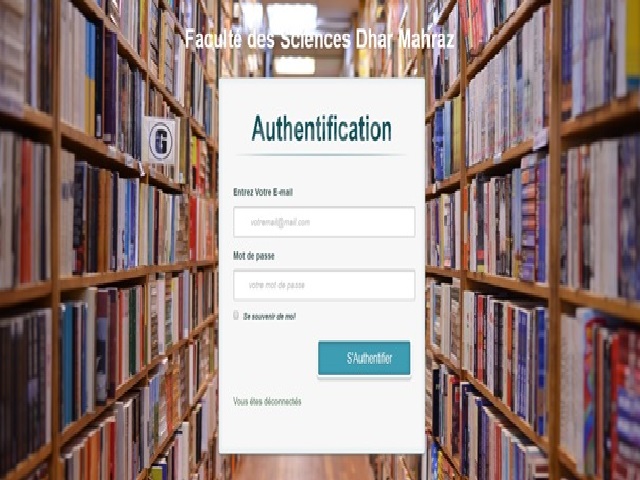 Faculté des Sciences Dhar Mahraz
G
Authentification
Entrez Votre E-mail
votremail@mail.com
Mot de passe
votre mot de passe
Se souvenir de moi
S'Authentifier
Vous êtes déconnectés